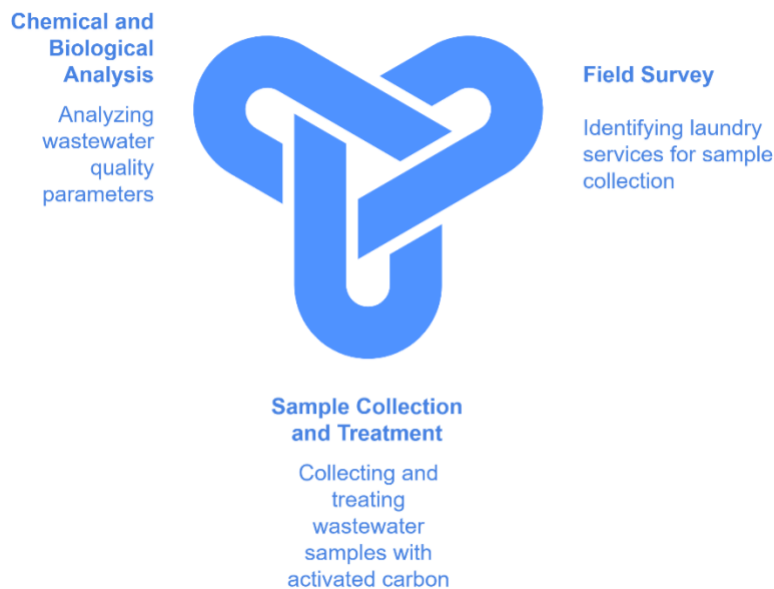 Chemical and
Biological
Analysis
Analyzing
wastewater
quality
parameters
Field Survey
Identifying laundry
services for sample
collection
Sample Collection
and Treatment
Collecting and
treating
wastewater
samples with
activated carbon